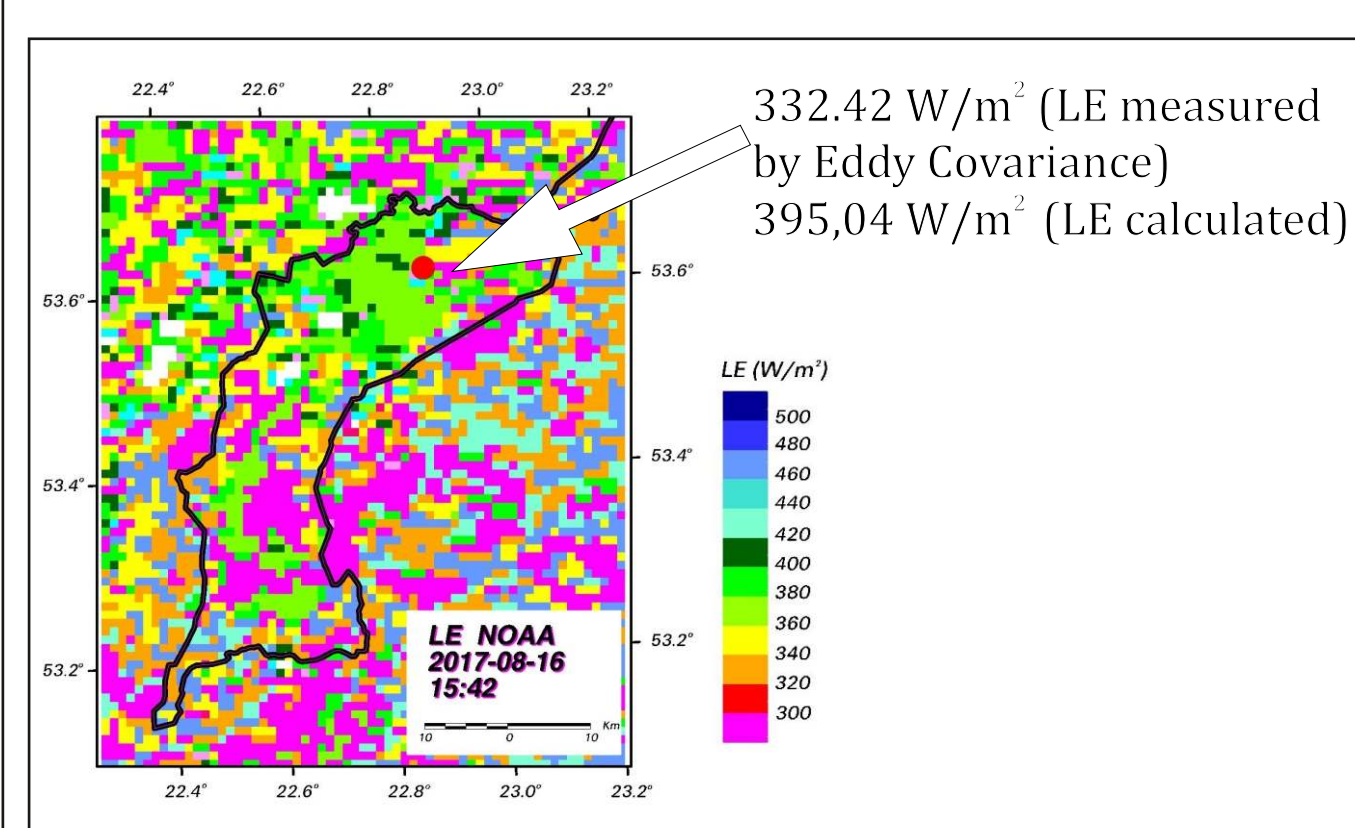 22.4° 22.6° 22.8° 23.0° 23.2°
332.42 W/m² (LE measured
by Eddy Covariance)
395,04 W/m² (LE calculated)
53.6°
53.6°
LE (W/m²)
500
480
460
440
420
400
380
360
340
320
300
53.4°
53.4°
53.2°
53.2°
LE NOAA
2017-08-16
15:42
Km
10 0 10
22.4° 22.6° 22.8° 23.0° 23.2°